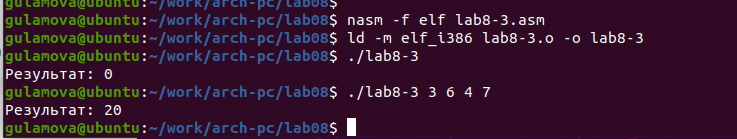 gulamova@ubuntu:~/work/arch-pc/lab08$
gulamova@ubuntu:~/work/arch-pc/lab08$ nasm -f elf lab8-3.asm
gulamova@ubuntu:~/work/arch-pc/lab08$ ld -m elf_i386 lab8-3.o -o lab8-3
gulamova@ubuntu:~/work/arch-pc/lab08$ ./lab8-3
Результат: 0
gulamova@ubuntu:~/work/arch-pc/lab08$ ./lab8-3 3 6 4 7
Результат: 20
gulamova@ubuntu:~/work/arch-pc/lab08$